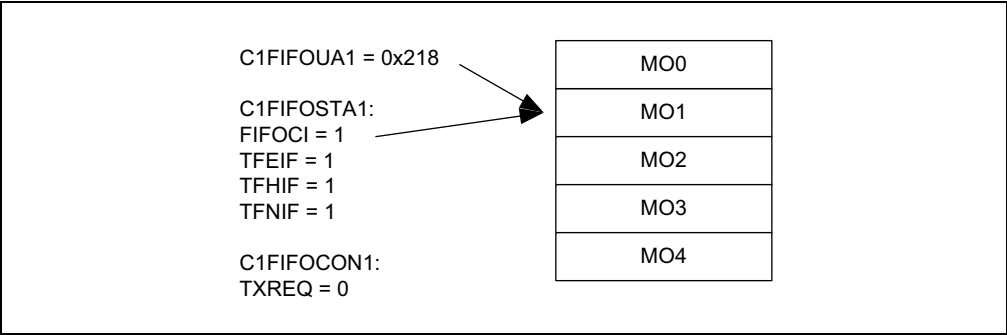 C1FIFOUA1 = 0x218
C1FIFOSTA1:
FIFOCI = 1
TFEIF = 1
TFHIF = 1
TFNIF = 1
C1FIFOCON1:
TXREQ = 0
MO0
MO1
MO2
MO3
MO4